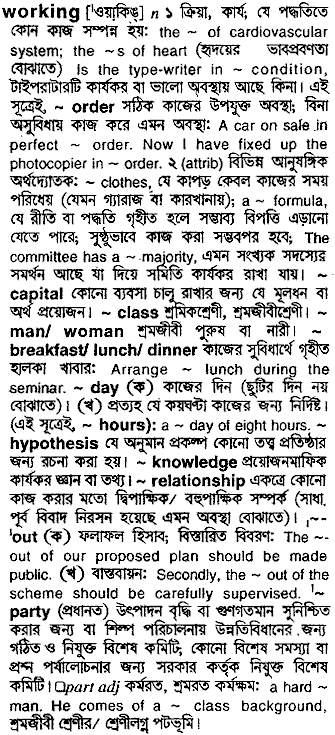 working [ˈওয়াকিঙ্] n ১ ক্রিয়া, কার্য; যে পদ্ধতিতে
কোন কাজ সম্পন্ন হয়: the ~ of cardiovascular
system; the ~s of heart (হৃদয়ের ভাবপ্রবণতা
বোঝাতে) Is the type-writer in ~ condition,
টাইপরাটারটি কার্যকর বা ভালো অবস্থায় আছে কিনা। এই
সূত্রেই, ~ order সঠিক কাজের উপযুক্ত অবস্থা; বিনা
অসুবিধায় কাজ করে এমন অবস্থা: A car on sale in
perfect ~ order. Now I have fixed up the
photocopier in ~ order. ২ (attrib) বিভিন্ন আনুষঙ্গিক
অর্থদ্যোতক: ~ clothes, যে কাপড় কেবল কাজের সময়
পরিধেয় (যেমন গ্যারাজ বা কারখানায়); a ~ formula,
যে রীতি বা পদ্ধতি গৃহীত হলে সম্ভাব্য বিপত্তি এড়ানো
যেতে পারে; সুষ্ঠুভাবে কাজ করা সম্ভবপর হবে; The
committee has a ~ majority, এমন সংখ্যক সদস্যের
সমর্থন আছে যা দিয়ে সমিতি কার্যকর রাখা যায়। ~
capital কোনো ব্যবসা চালু রাখার জন্য যে মূলধন বা
অর্থ প্রয়োজন। ~ class শ্রমিকশ্রেণী, শ্রমজীবীশ্রেণী। ~
man/ woman শ্রমজীবী পুরুষ বা নারী। ~
breakfast/ lunch/ dinner কাজের সুবিধার্থে গৃহীত
হালকা খাবার: Arrange ~ lunch during the
seminar. ~ day (ক) কাজের দিন (ছুটির দিন নয়
বোঝাতে)। (খ) প্রত্যহ যে কয়ঘণ্টা কাজের জন্য নির্দিষ্ট।
(এই সূত্রেই, ~ hours): a ~ day of eight hours. ~
hypothesis যে অনুমান প্রকল্প কোনো তত্ত্ব প্রতিষ্ঠার
জন্য রচনা করা হয়। ~ knowledge প্রয়োজনমাফিক
কার্যকর জ্ঞান বা তথ্য। ~ relationship একত্রে কোনো
কাজ করার মতো দ্বিপাক্ষিক/ বহুপাক্ষিক সম্পর্ক (সাধা.
পূর্ব বিবাদ নিরসন হয়েছে এমন অবস্থা বোঝাতে)। ˌ~-
ˈout (ক) ফলাফল হিসাব; বিস্তারিত বিবরণ: The ~-
out of our proposed plan should be made
public. (খ) বাস্তবায়ন: Secondly, the ~ out of the
scheme should be carefully supervised. ˈ~
party (প্রধানত) উৎপাদন বৃদ্ধি বা গুণগতমান সুনিশ্চিত
করার জন্য বা শিল্প পরিচালনায় উন্নতিবিধানের জন্য
গঠিত ও নিযুক্ত বিশেষ কমিটি, কোনো বিশেষ সমস্যা বা
প্রশ্ন পর্যালোচনার জন্য সরকার কর্তৃক নিযুক্ত বিশেষ
কমিটি। □part adj কর্মরত, শ্রমরত কর্মক্ষম: a hard ~
man. He comes of a ~ class background,
শ্রমজীবী শ্রেণীর/ শ্রেণীলগ্ন পটভূমি।